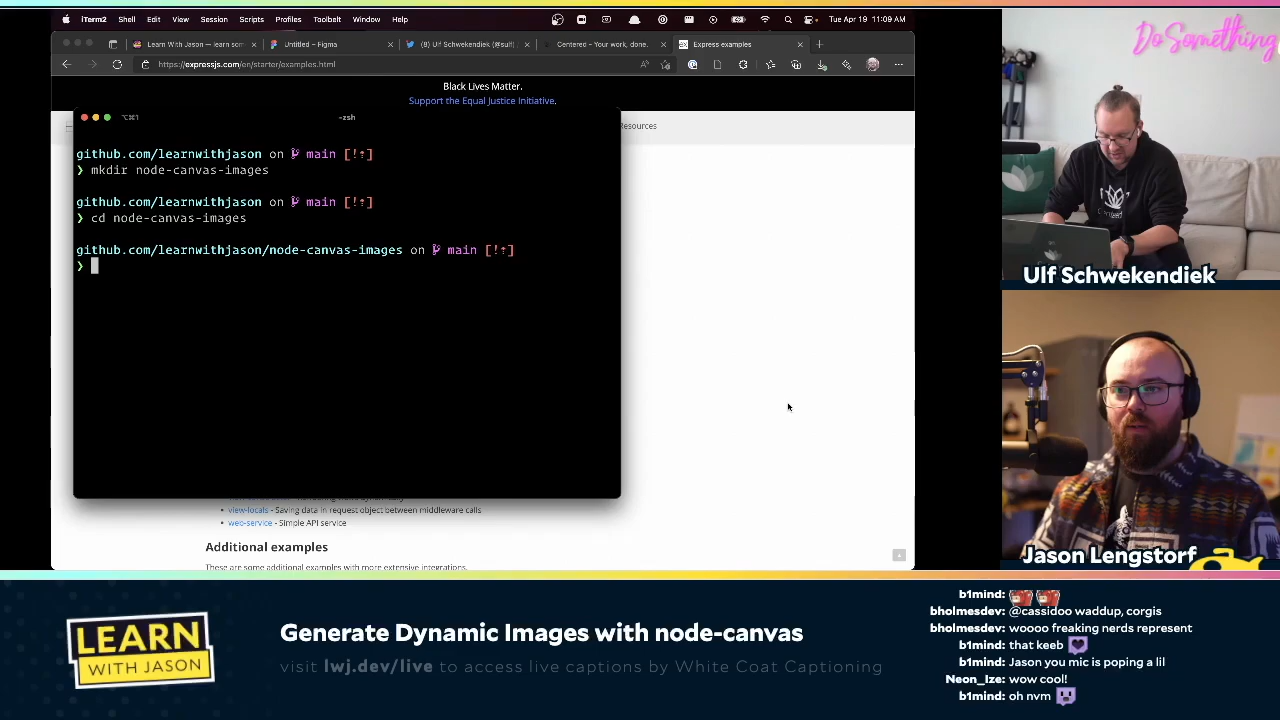 iTerm2 Shell Edit View Session Scripts Profiles Toolbelt Window Help Tue Apr 19 11:09 AM
Learn With Jason — learn som
Untitled – Figma
(8) Ulf Schwekendiek (@sulf)
Centered – Your work, done.
Express examples
https://expressjs.com/en/starter/examples.html
Black Lives Matter.
Support the Equal Justice Initiative.
Resources
-zsh
github.com/learnwithjason on main [!⇡]
❯ mkdir node-canvas-images
github.com/learnwithjason on main [!⇡]
❯ cd node-canvas-images
github.com/learnwithjason/node-canvas-images on main [!⇡]
❯
view-locals - Saving data in request object between middleware calls
web-service - Simple API service
Additional examples
These are some additional examples with more extensive integrations.
DoSomething
Ulf Schwekendiek
Jason Lengstorf
LEARN
WITH JASON
Generate Dynamic Images with node-canvas
visit lwj.dev/live to access live captions by White Coat Captioning
b1mind:
bholmesdev: @cassidoo waddup, corgis
bholmesdev: woooo freaking nerds represent
b1mind: that keeb
b1mind: Jason you mic is poping a lil
Neon_Ize: wow cool!
b1mind: oh nvm